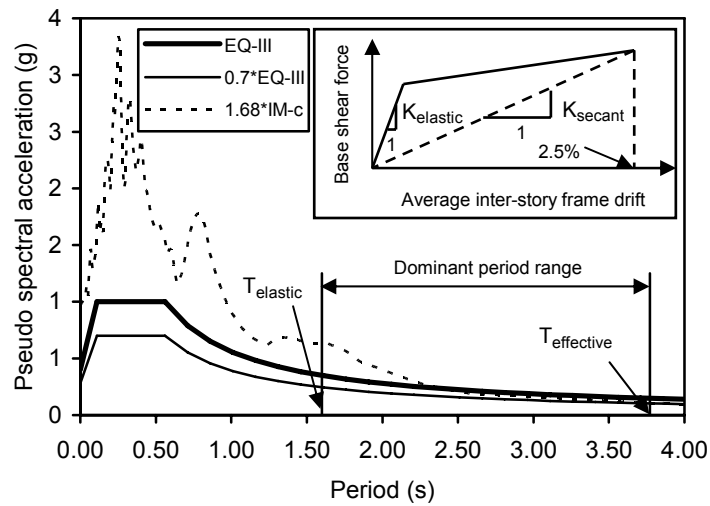 Pseudo spectral acceleration (g)
4
3
3
2
2
1
1
0
EQ-III
0.7*EQ-III
1.68*IM-c
Base shear force
Kelastic
1
Ksecant
1
2.5%
Average inter-story frame drift
Telastic
Dominant period range
Teffective
0.00 0.50 1.00 1.50 2.00 2.50 3.00 3.50 4.00
Period (s)